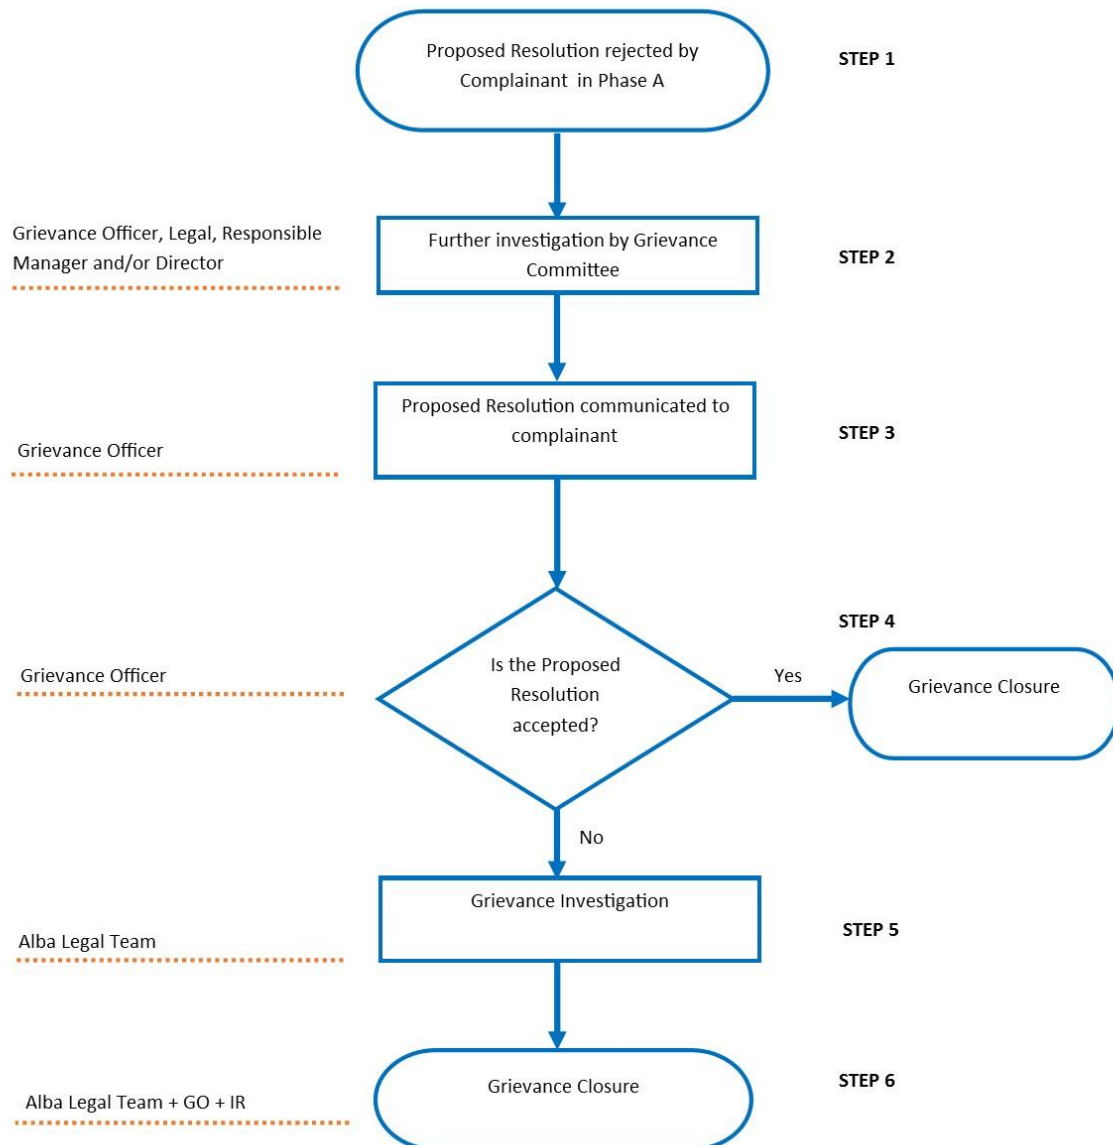 Proposed Resolution rejected by
Complainant in Phase A
STEP 1
Grievance Officer, Legal, Responsible
Manager and/or Director
Further investigation by Grievance
Committee
STEP 2
Proposed Resolution communicated to
complainant
STEP 3
Grievance Officer
STEP 4
Grievance Officer
Is the Proposed
Resolution
accepted?
Yes
Grievance Closure
No
Grievance Investigation
STEP 5
Alba Legal Team
Grievance Closure
STEP 6
Alba Legal Team + GO + IR